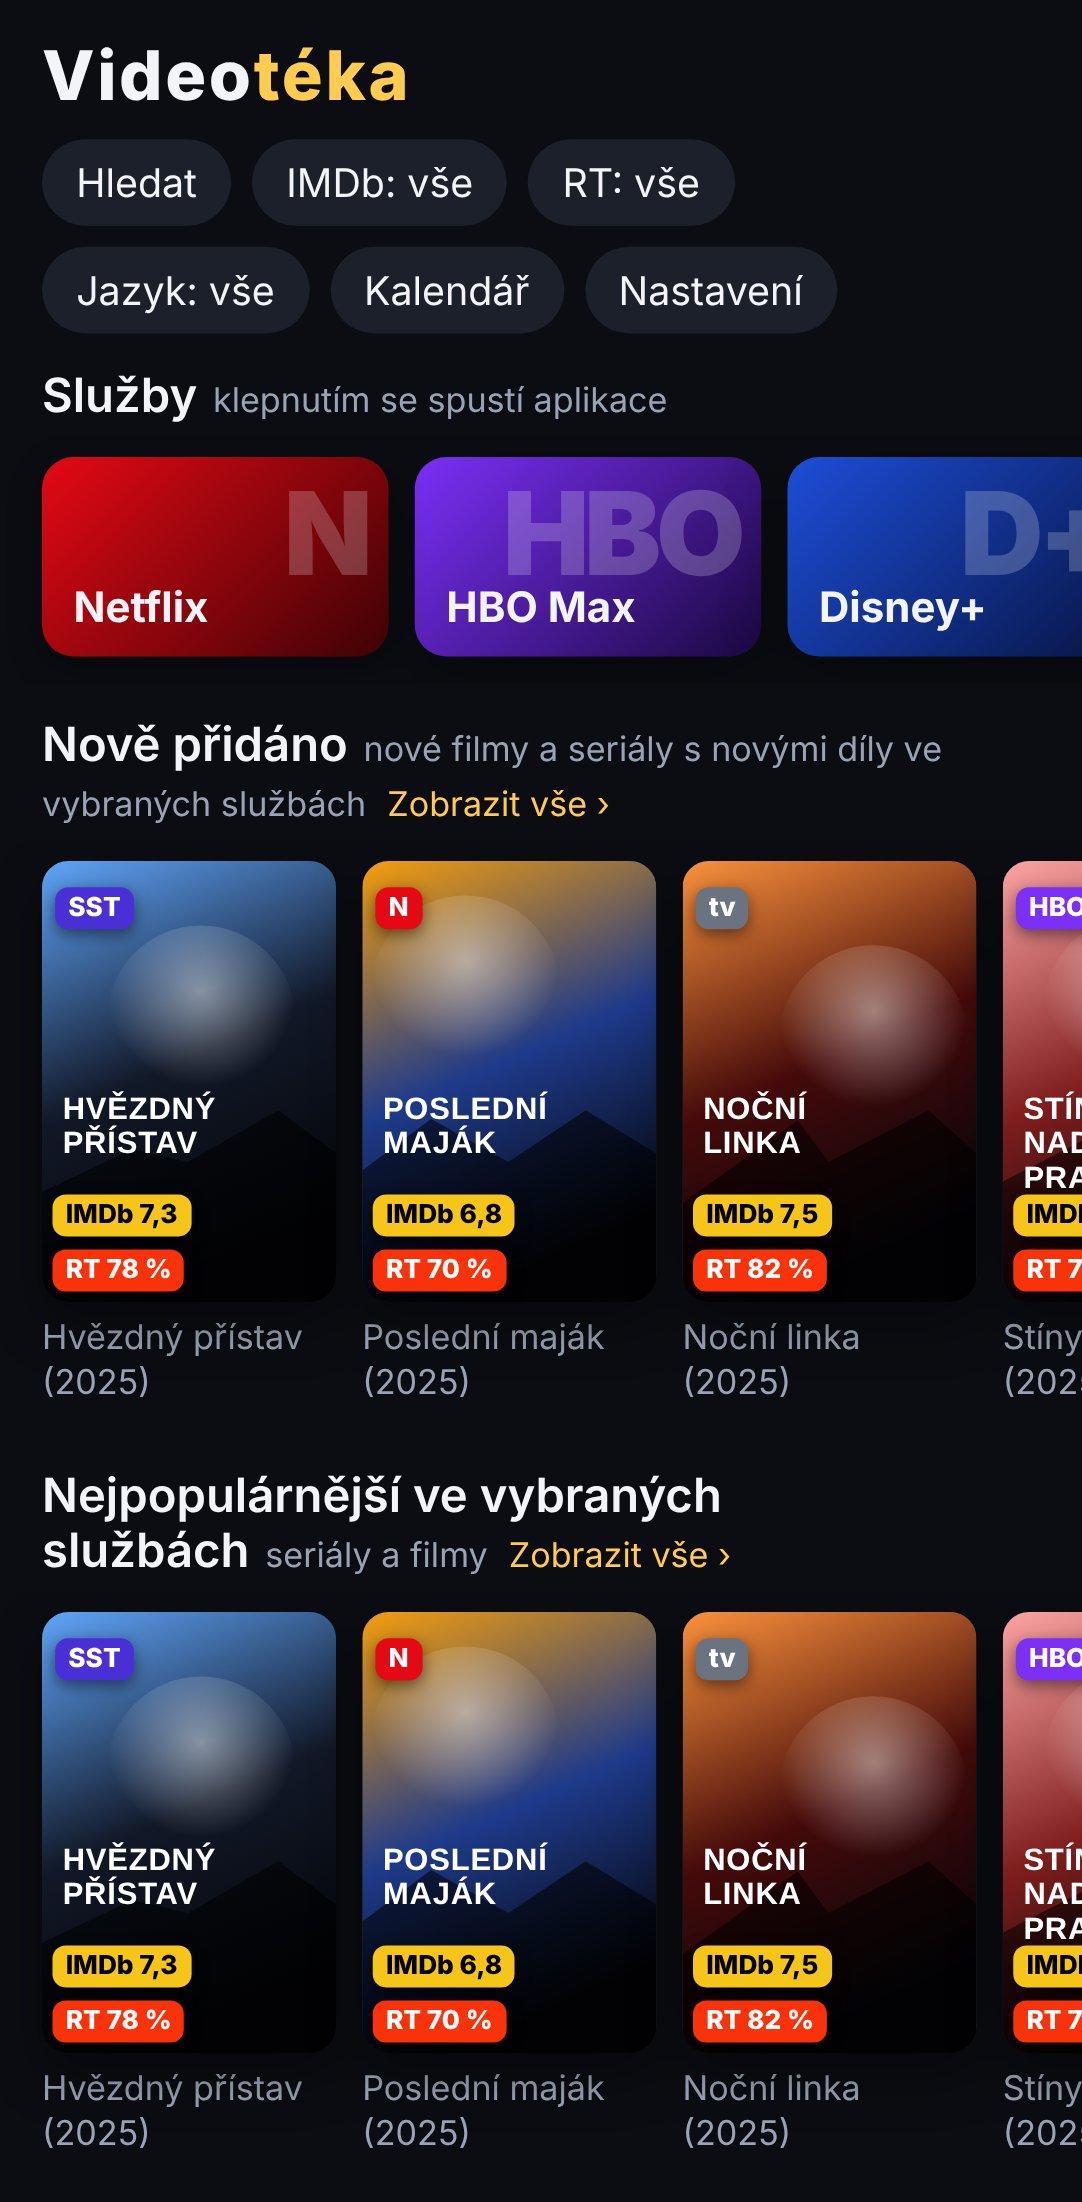 Videotéka
Hledat IMDb: vše RT: vše
Jazyk: vše Kalendář Nastavení
Služby klepnutím se spustí aplikace
N HBO D+
Netflix HBO Max Disney+
Nově přidáno nové filmy a seriály s novými díly ve
vybraných službách Zobrazit vše ›
SST N tv HBO
HVĚZDNÝ POSLEDNÍ NOČNÍ
PŘÍSTAV MAJÁK LINKA NAD
IMDb 7,3 IMDb 6,8 IMDb 7,5
RT 78 % RT 70 % RT 82 %
Hvězdný přístav Poslední maják Noční linka Stíny
(2025) (2025) (2025)
Nejpopulárnější ve vybraných
službách seriály a filmy Zobrazit vše ›
SST N tv HBO
HVĚZDNÝ POSLEDNÍ NOČNÍ
PŘÍSTAV MAJÁK LINKA NAD
IMDb 7,3 IMDb 6,8 IMDb 7,5
RT 78 % RT 70 % RT 82 %
Hvězdný přístav Poslední maják Noční linka Stíny
(2025) (2025) (2025)